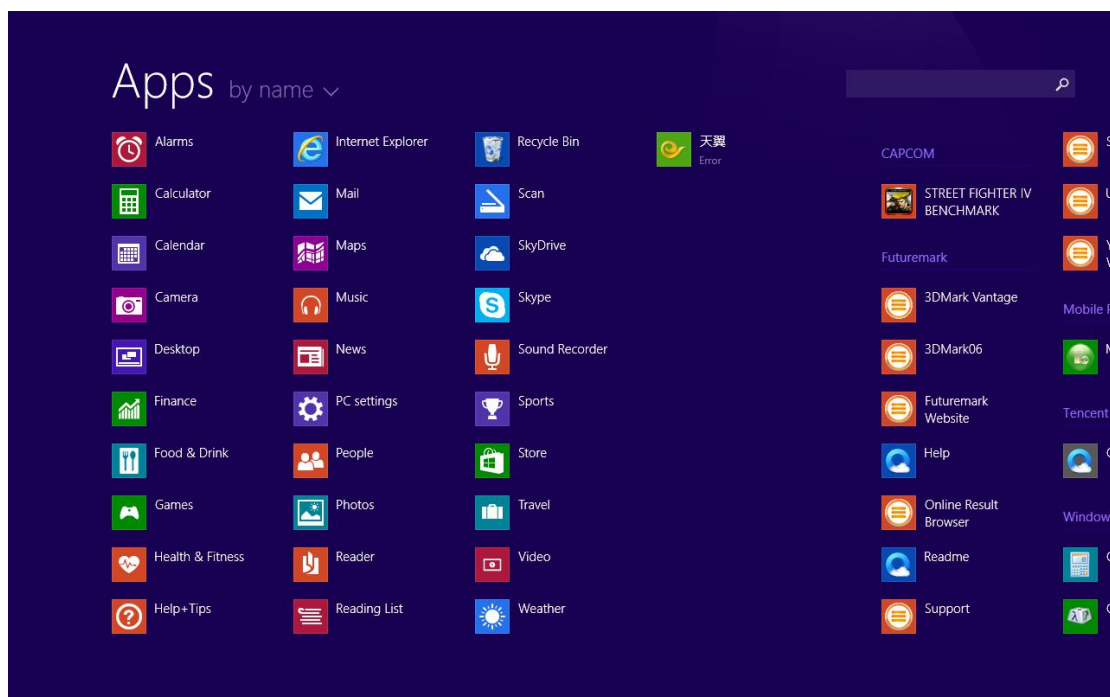 Apps by name
Alarms
Calculator
Calendar
Camera
Desktop
Finance
Food & Drink
Games
Health & Fitness
Help+Tips
Internet Explorer
Mail
Maps
Music
News
PC settings
People
Photos
Reader
Reading List
Recycle Bin
Scan
SkyDrive
Skype
Sound Recorder
Sports
Store
Travel
Video
Weather
天翼
Error
CAPCOM
STREET FIGHTER IV
BENCHMARK
Futuremark
3DMark Vantage
3DMark06
Futuremark
Website
Help
Online Result
Browser
Readme
Support
Mobile
Tencent
Window